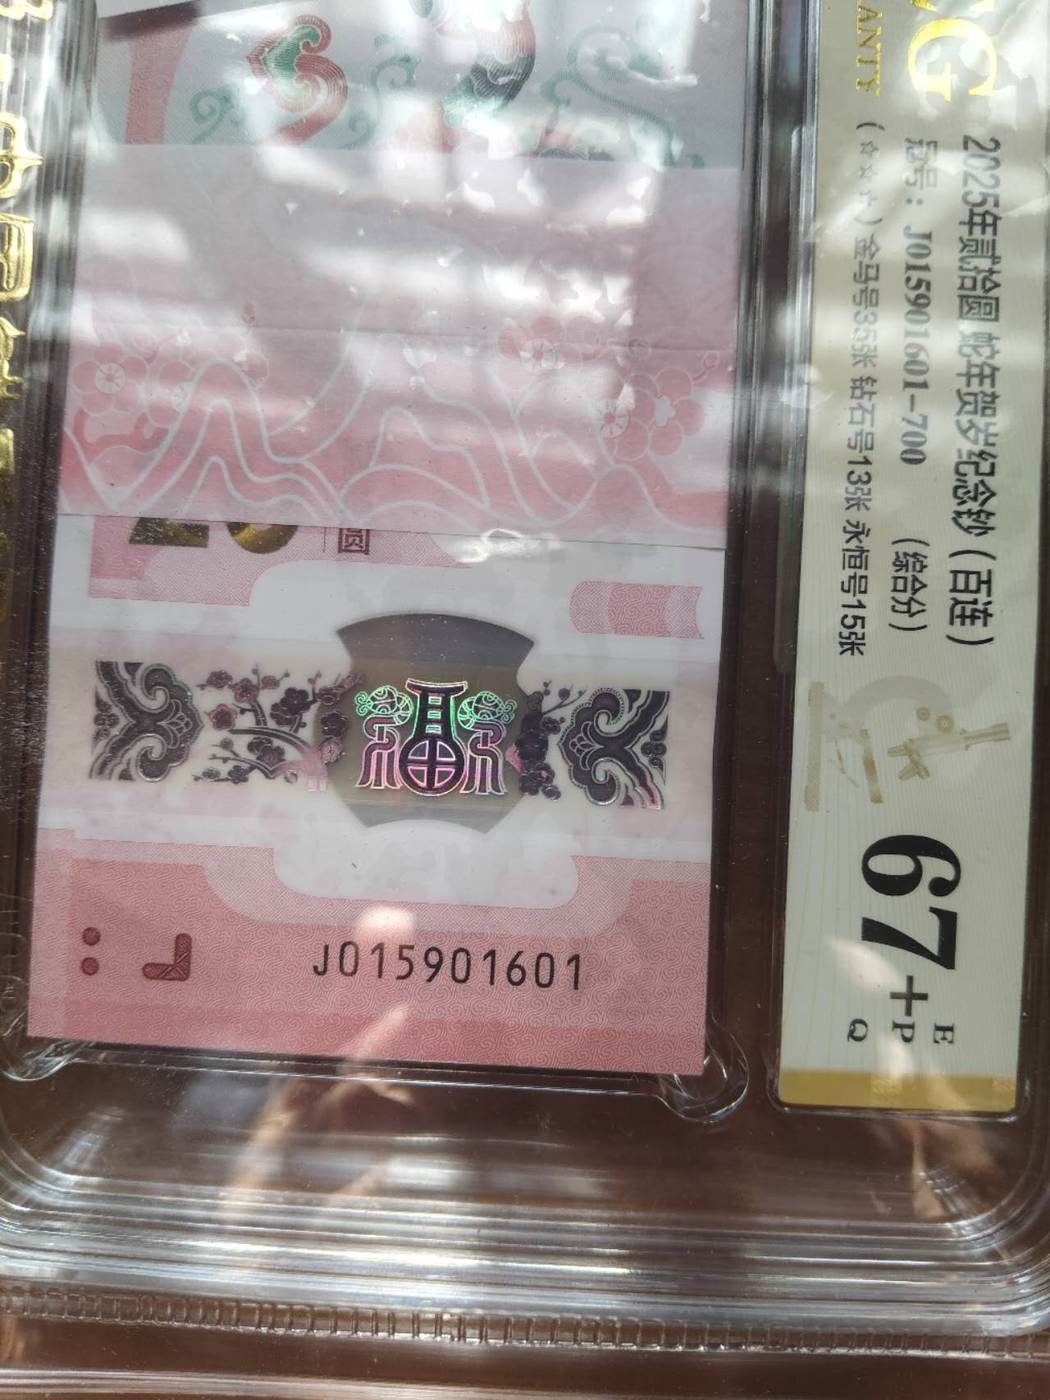 2025年贰拾圆 蛇年贺岁纪念钞（百连）
冠号：J015901601-700 （综合分）
（☆☆☆）金马号35张 钻石号13张 永恒号15张
67+
E
P
Q
20 圆
J015901601